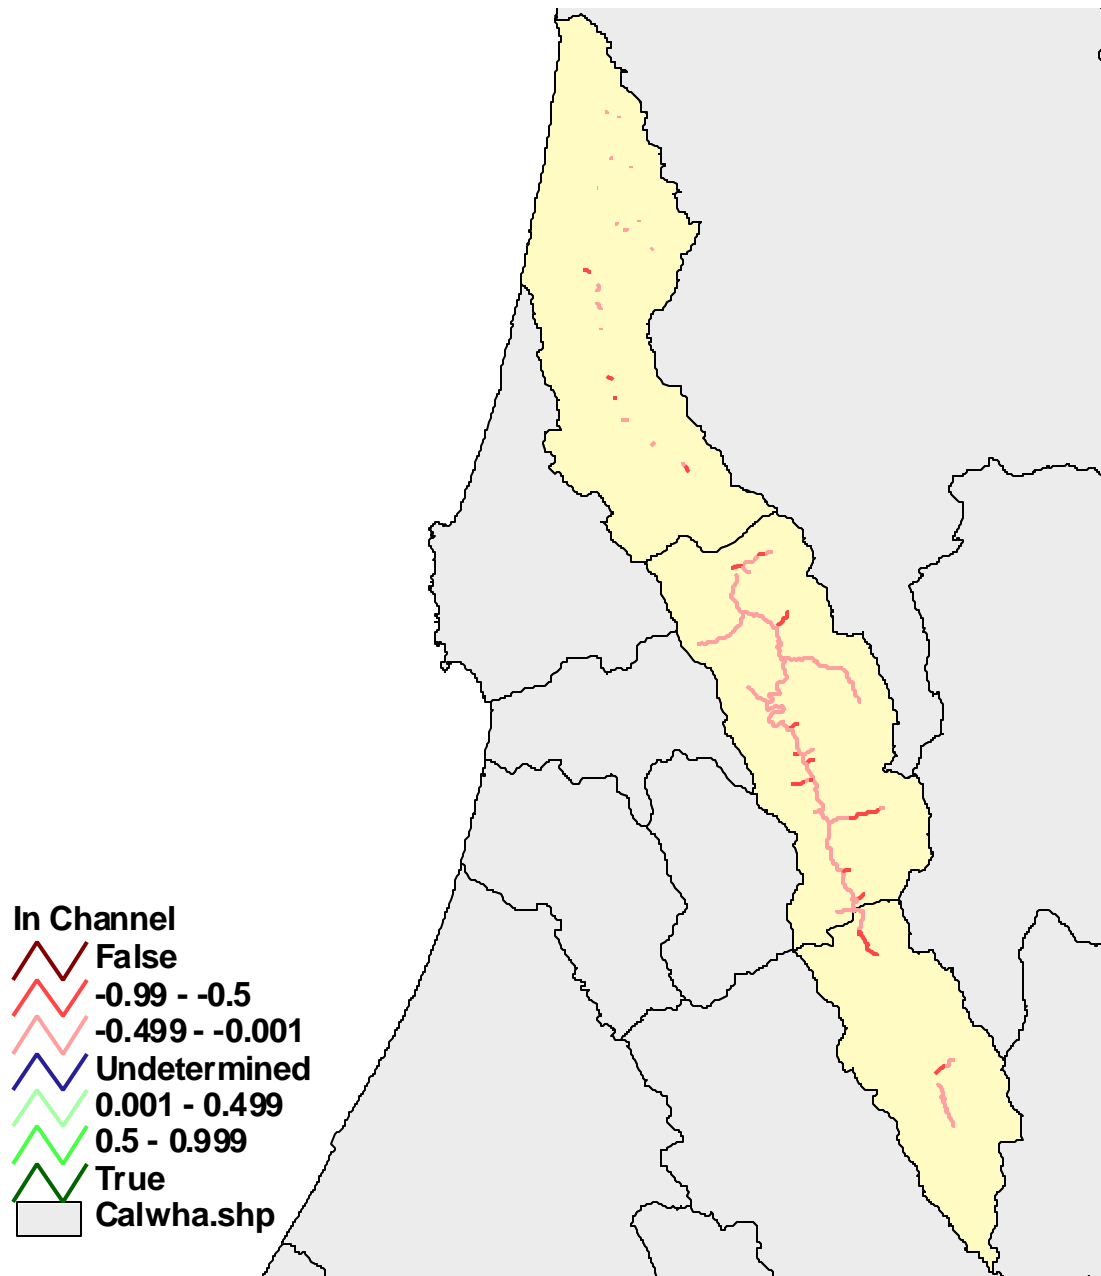 In Channel
False
-0.99 - -0.5
-0.499 - -0.001
Undetermined
0.001 - 0.499
0.5 - 0.999
True
Calwha.shp